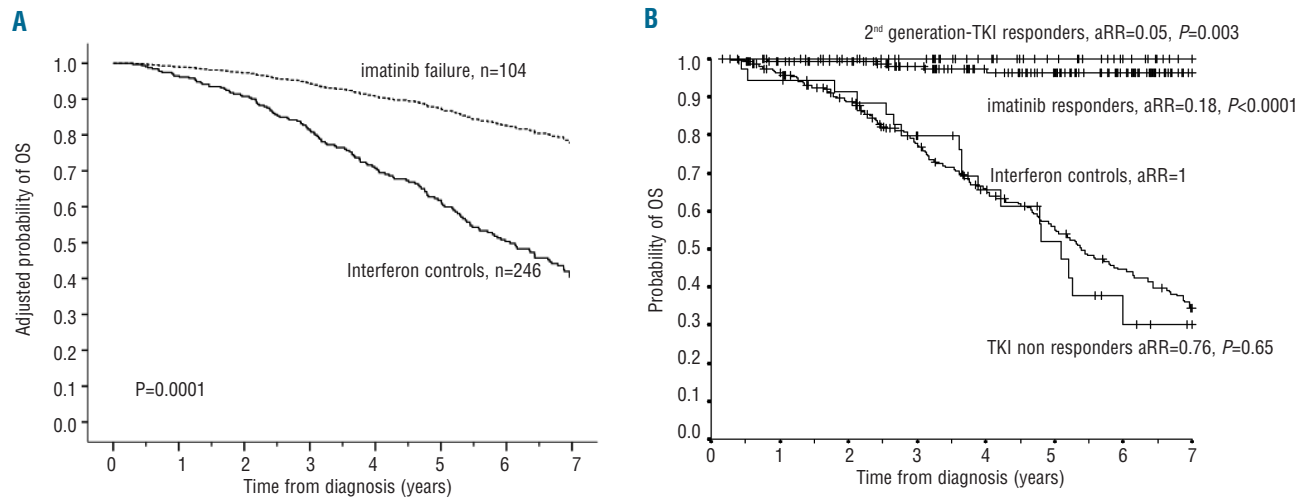 A
Adjusted probability of OS
1.0
0.9
0.8
0.7
0.6
0.5
0.4
0.3
0.2
0.1
0.0
imatinib failure, n=104
Interferon controls, n=246
P=0.0001
0 1 2 3 4 5 6 7
Time from diagnosis (years)
B
Probability of OS
1.0
0.9
0.8
0.7
0.6
0.5
0.4
0.3
0.2
0.1
0.0
2nd generation-TKI responders, aRR=0.05, P=0.003
imatinib responders, aRR=0.18, P<0.0001
Interferon controls, aRR=1
TKI non responders aRR=0.76, P=0.65
0 1 2 3 4 5 6 7
Time from diagnosis (years)